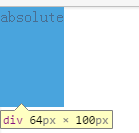 absolute
div 64px × 100px